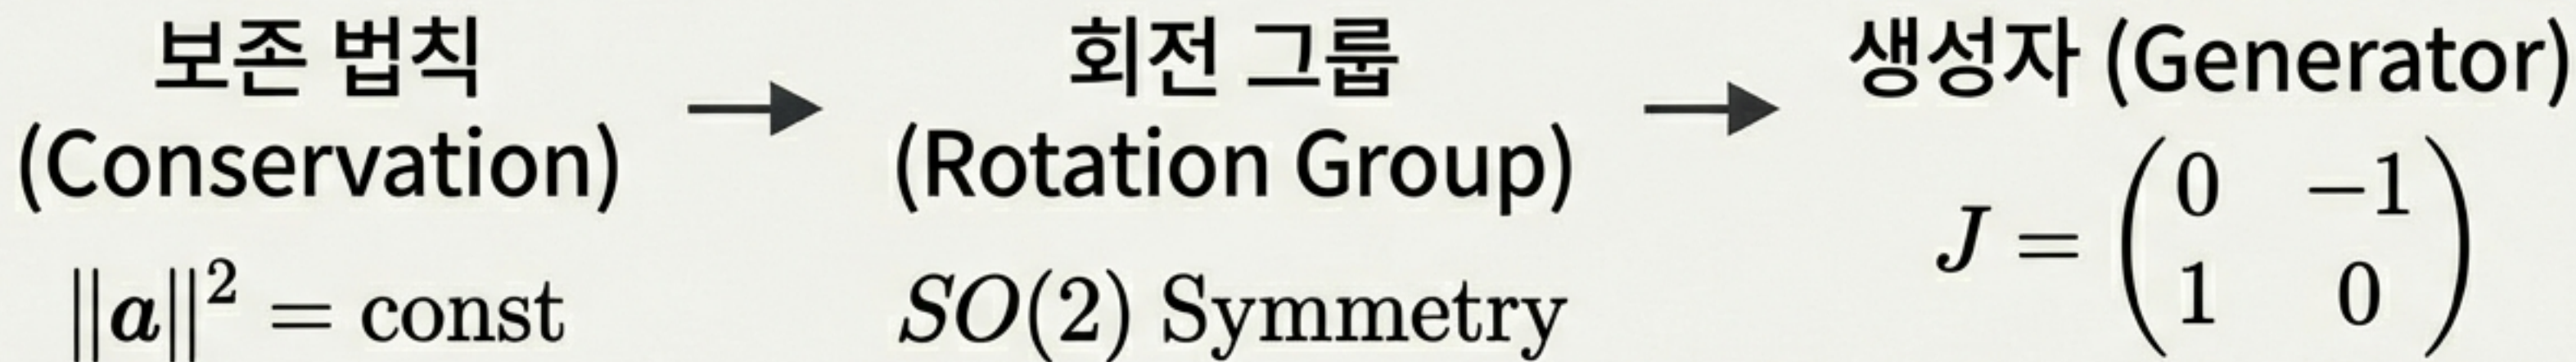 보존 법칙
(Conservation)
‖a‖² = const
회전 그룹
(Rotation Group)
SO(2) Symmetry
생성자 (Generator)
J = ( 0 −1
1 0 )